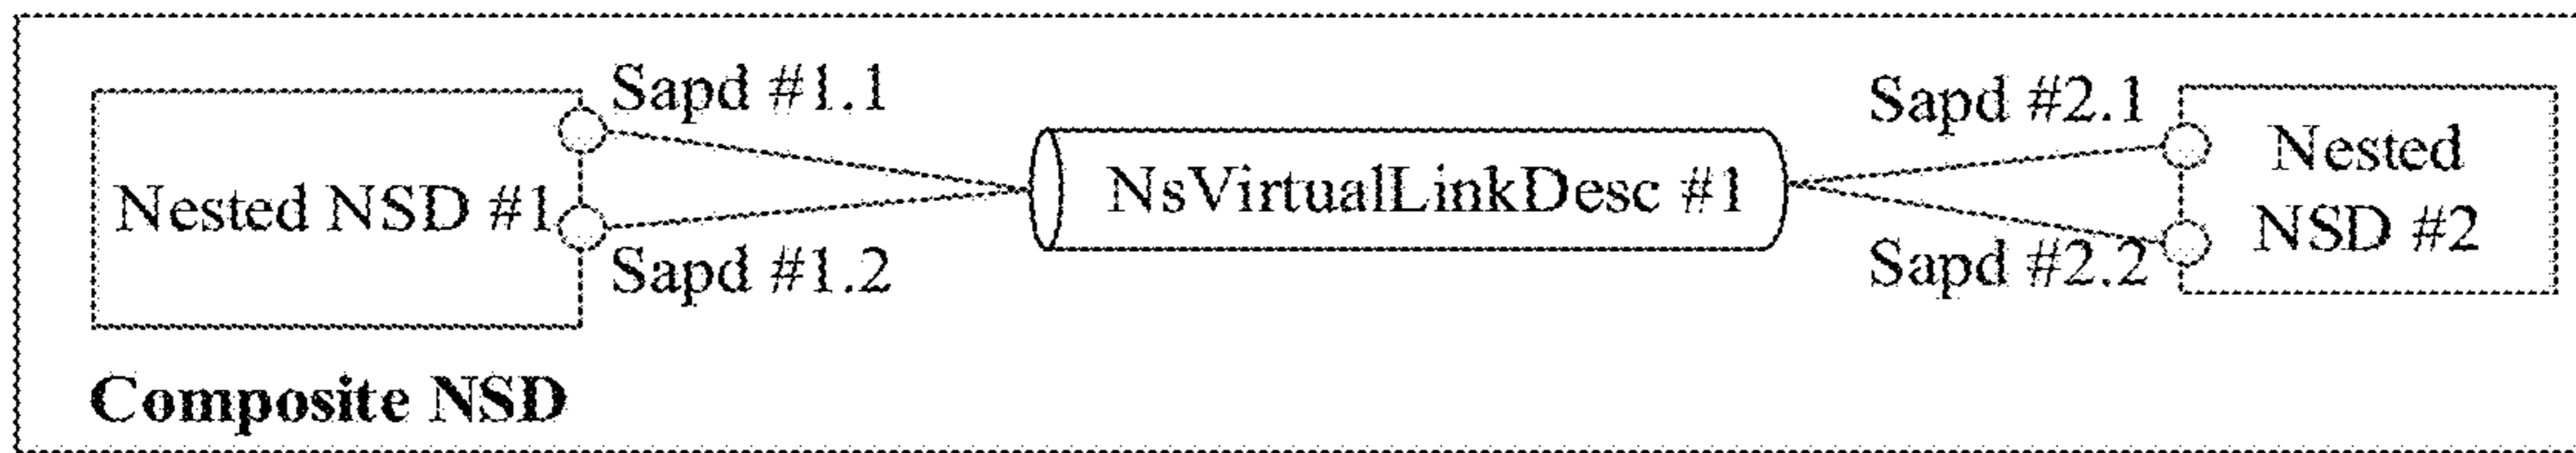 Sapd #1.1
Nested NSD #1
Sapd #1.2
NsVirtualLinkDesc #1
Sapd #2.1
Sapd #2.2
Nested
NSD #2
Composite NSD